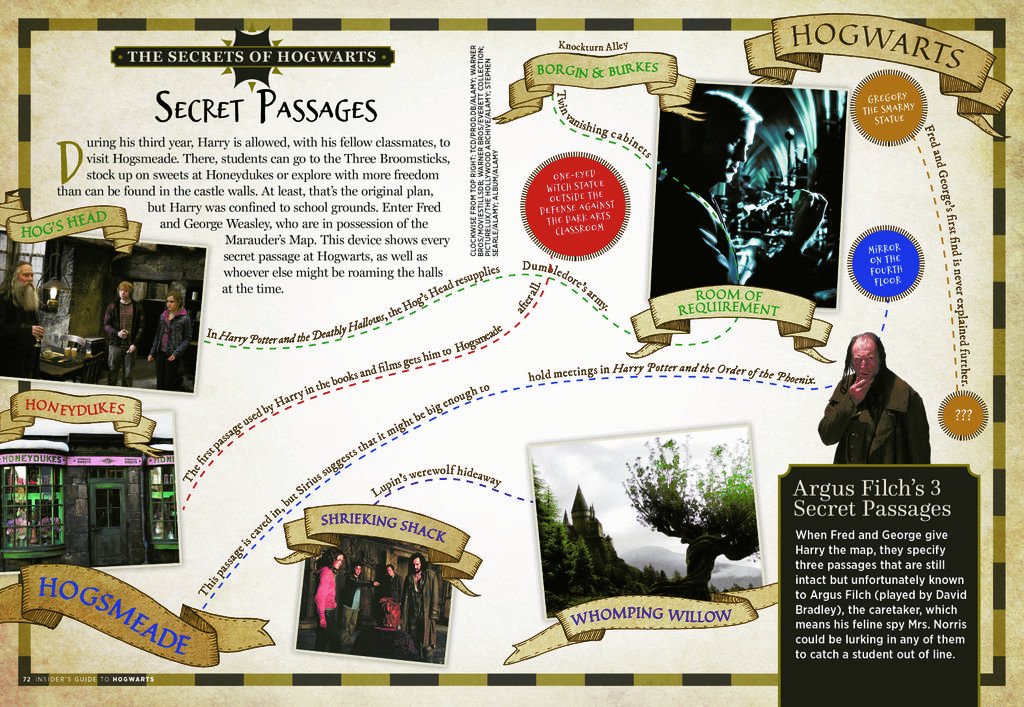 THE SECRETS OF HOGWARTS
SECRET PASSAGES
During his third year, Harry is allowed, with his fellow classmates, to
visit Hogsmeade. There, students can go to the Three Broomsticks,
stock up on sweets at Honeydukes or explore with more freedom
than can be found in the castle walls. At least, that's the original plan,
but Harry was confined to school grounds. Enter Fred
and George Weasley, who are in possession of the
Marauder's Map. This device shows every
secret passage at Hogwarts, as well as
whoever else might be roaming the halls
at the time.
CLOCKWISE FROM TOP RIGHT: TCD/PROD.DB/ALAMY; WARNER
BROS/MOVIESTILLSDB; WARNER BROS/EVERETT COLLECTION;
PICTURELUX/THE HOLLYWOOD ARCHIVE/ALAMY; STEPHEN
SEARLE/ALAMY; ALBUM/ALAMY
Knockturn Alley
BORGIN & BURKES
Twin vanishing cabinets
HOGWARTS
GREGORY
THE SMARMY
STATUE
Fred and George's first find is never explained further.
???
ONE-EYED
WITCH STATUE
OUTSIDE THE
DEFENSE AGAINST
THE DARK ARTS
CLASSROOM
MIRROR
ON THE
FOURTH
FLOOR
ROOM OF
REQUIREMENT
HOG'S HEAD
In Harry Potter and the Deathly Hallows, the Hog's Head resupplies Dumbledore's army.
HONEYDUKES
HONEYDUKES
The first passage used by Harry in the books and films gets him to Hogsmeade after all.
This passage is caved in, but Sirius suggests that it might be big enough to hold meetings in Harry Potter and the Order of the Phoenix.
Lupin's werewolf hideaway
SHRIEKING SHACK
WHOMPING WILLOW
HOGSMEADE
Argus Filch's 3
Secret Passages
When Fred and George give
Harry the map, they specify
three passages that are still
intact but unfortunately known
to Argus Filch (played by David
Bradley), the caretaker, which
means his feline spy Mrs. Norris
could be lurking in any of them
to catch a student out of line.
72 INSIDER'S GUIDE TO HOGWARTS